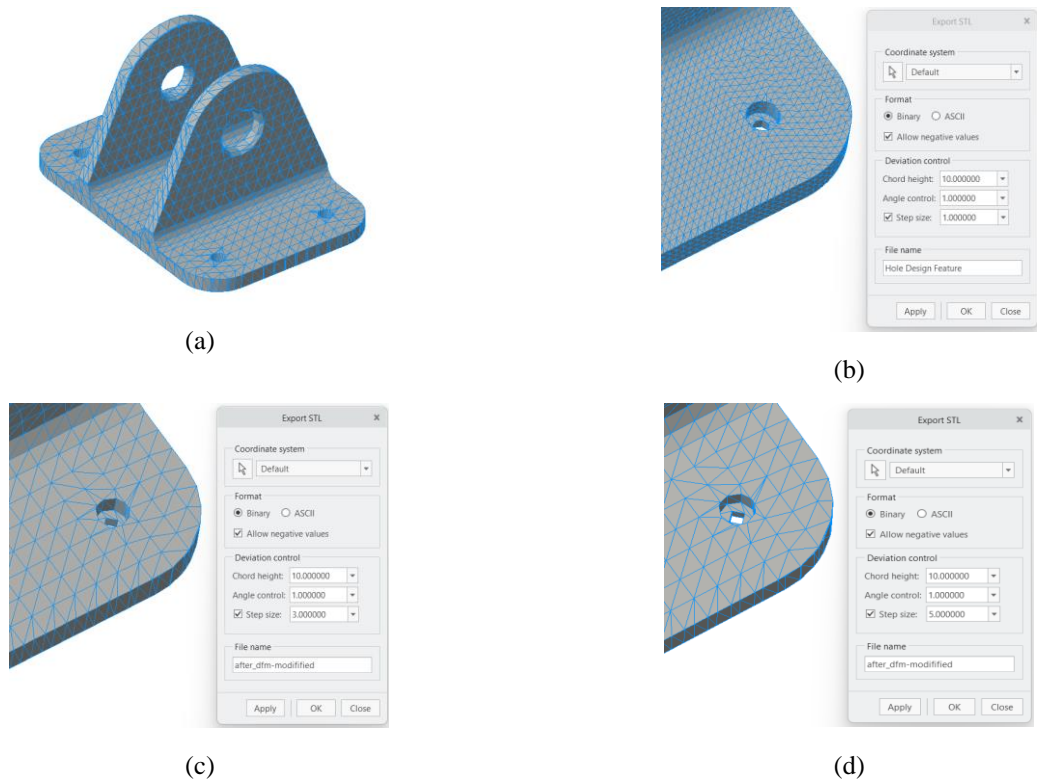 (a)
Export STL
Coordinate system
Default
Format
Binary ASCII
Allow negative values
Deviation control
Chord height: 10.000000
Angle control: 1.000000
Step size: 1.000000
File name
Hole Design Feature
Apply OK Close
(b)
Export STL
Coordinate system
Default
Format
Binary ASCII
Allow negative values
Deviation control
Chord height: 10.000000
Angle control: 1.000000
Step size: 3.000000
File name
after_dfm-modifified
Apply OK Close
(c)
Export STL
Coordinate system
Default
Format
Binary ASCII
Allow negative values
Deviation control
Chord height: 10.000000
Angle control: 1.000000
Step size: 5.000000
File name
after_dfm-modifified
Apply OK Close
(d)